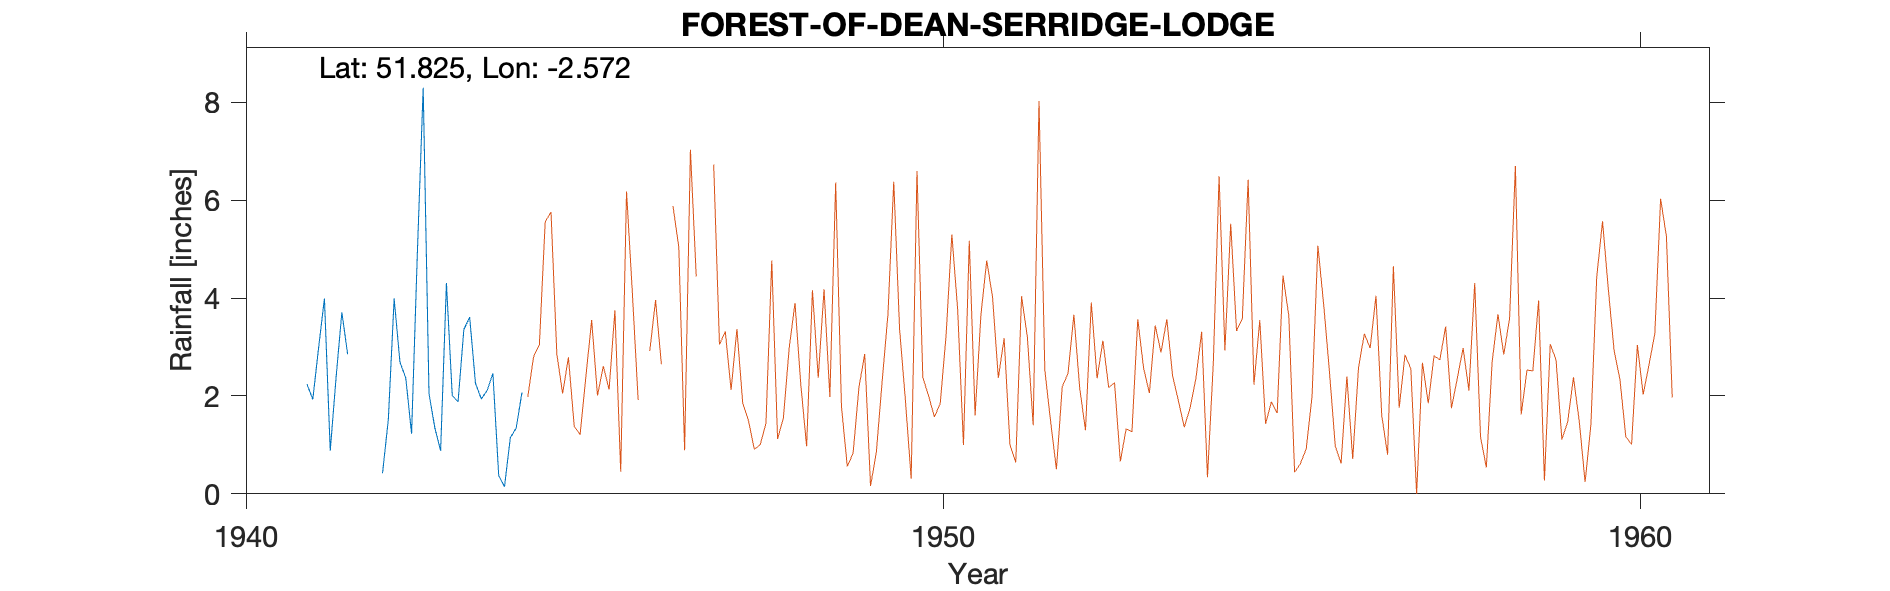 FOREST-OF-DEAN-SERRIDGE-LODGE
Lat: 51.825, Lon: -2.572
8
6
4
2
0
Rainfall [inches]
1940 1950 1960
Year